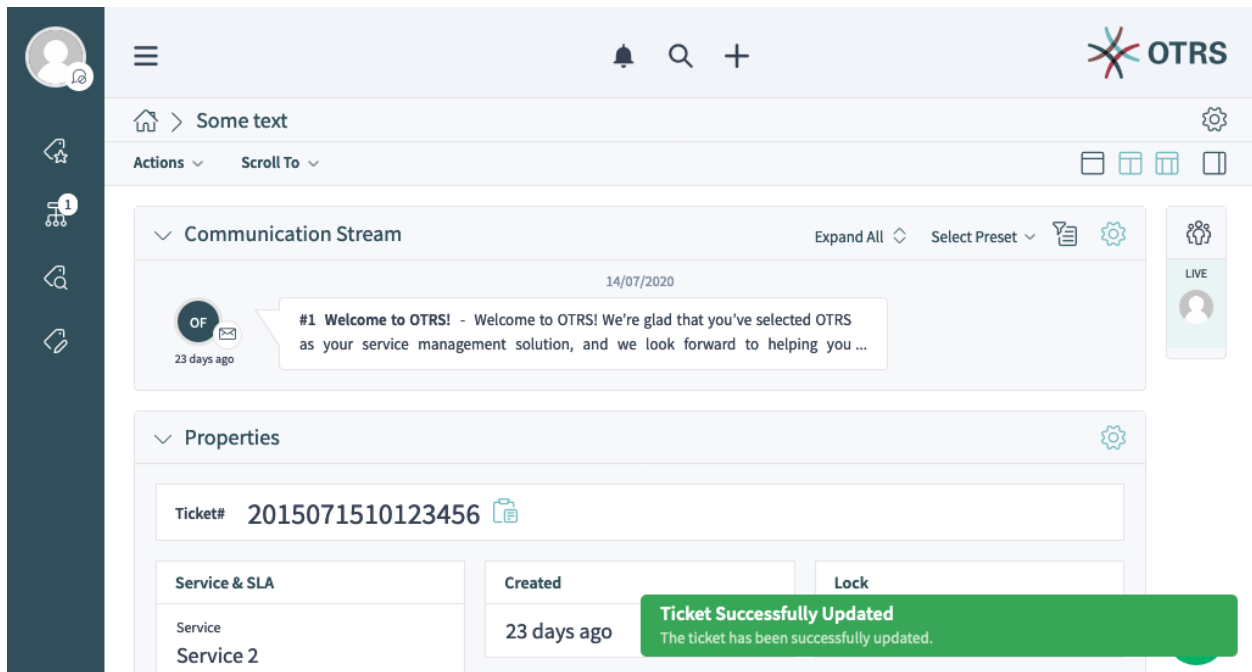 OTRS
Some text
Actions
Scroll To
1
Communication Stream
Expand All
Select Preset
14/07/2020
LIVE
OF
#1 Welcome to OTRS! - Welcome to OTRS! We're glad that you've selected OTRS
as your service management solution, and we look forward to helping you ...
23 days ago
Properties
Ticket# 2015071510123456
Service & SLA
Created
Lock
Service
Service 2
23 days ago
Ticket Successfully Updated
The ticket has been successfully updated.